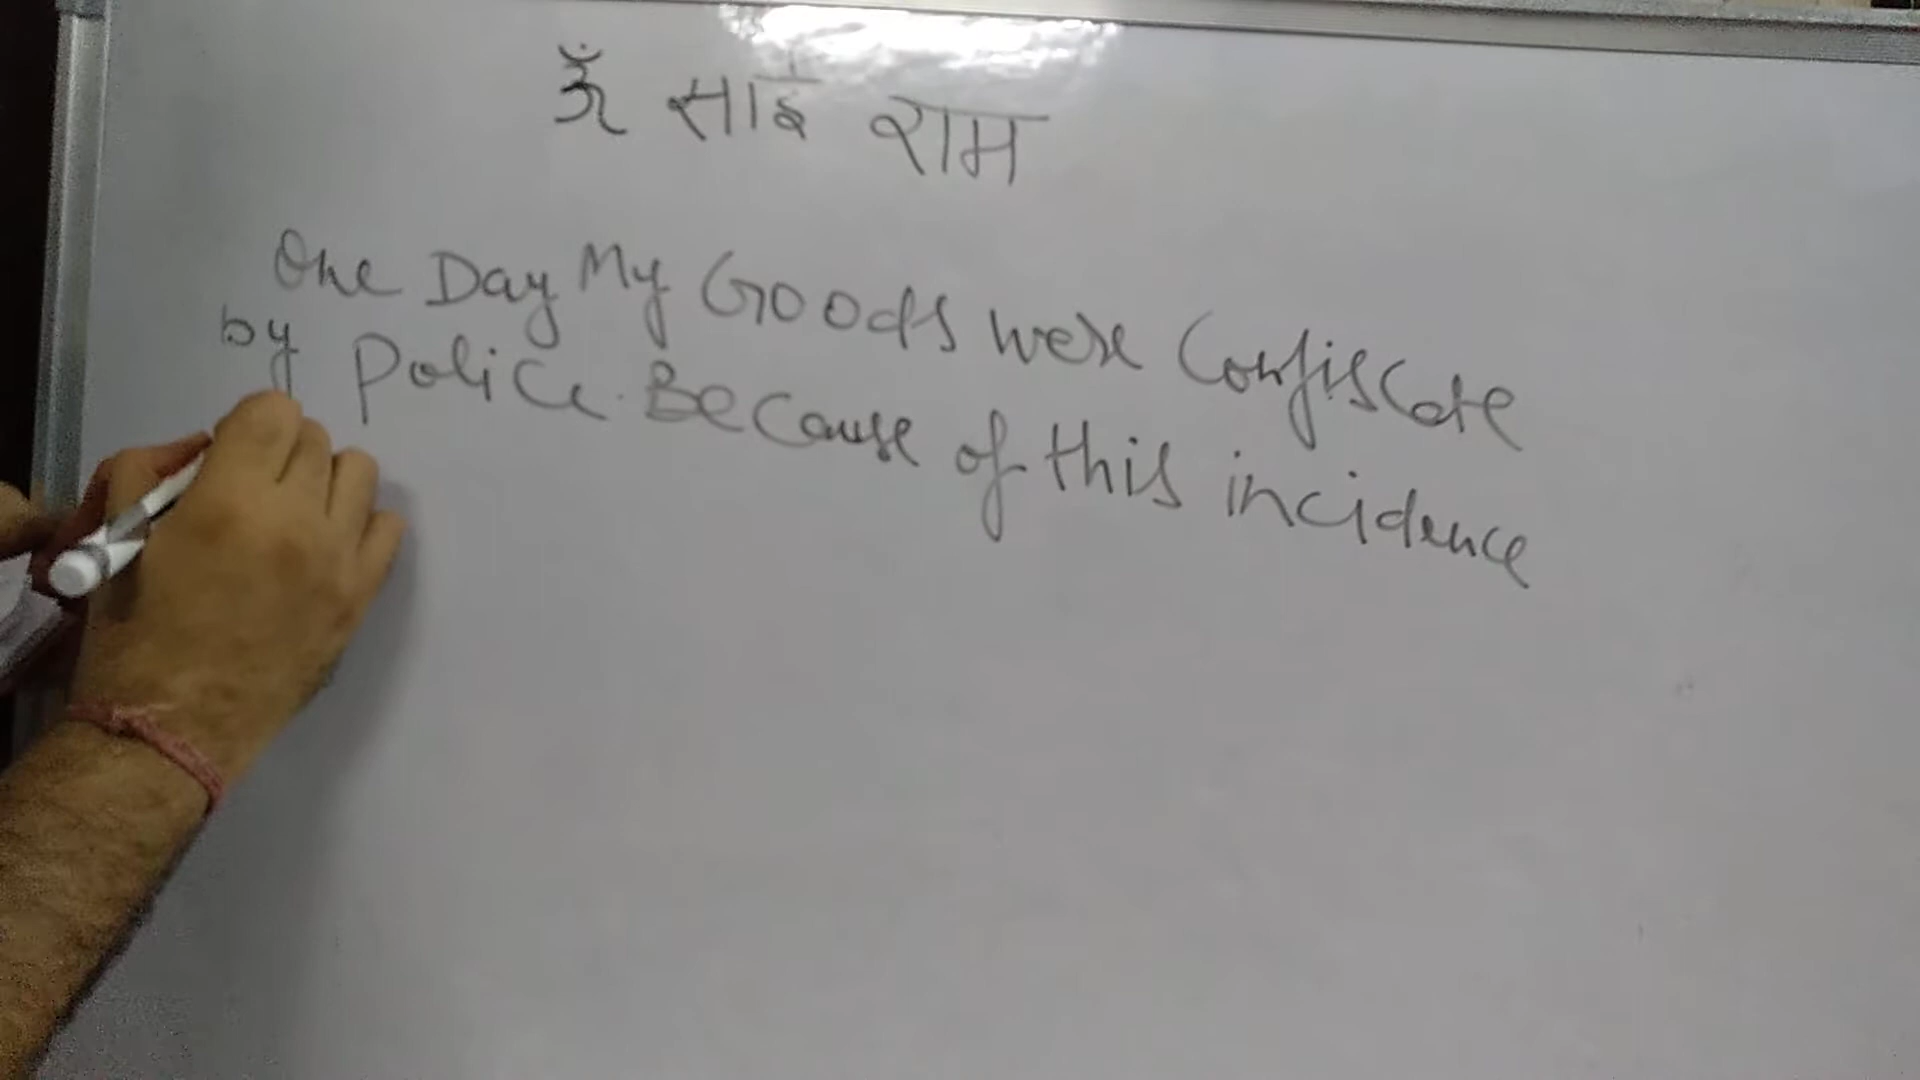 ॐ साई राम
One Day My Goods were Confiscate
by Police. Because of this incidence